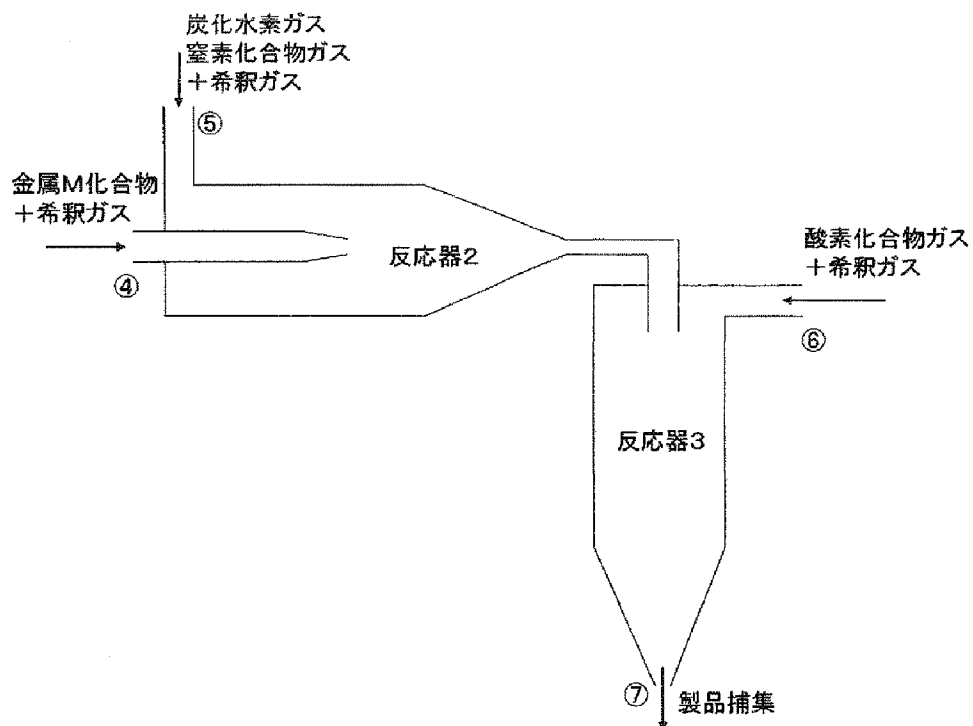 炭化水素ガス
窒素化合物ガス
＋希釈ガス
⑤
金属M化合物
＋希釈ガス
④
反応器2
酸素化合物ガス
＋希釈ガス
⑥
反応器3
⑦
製品捕集